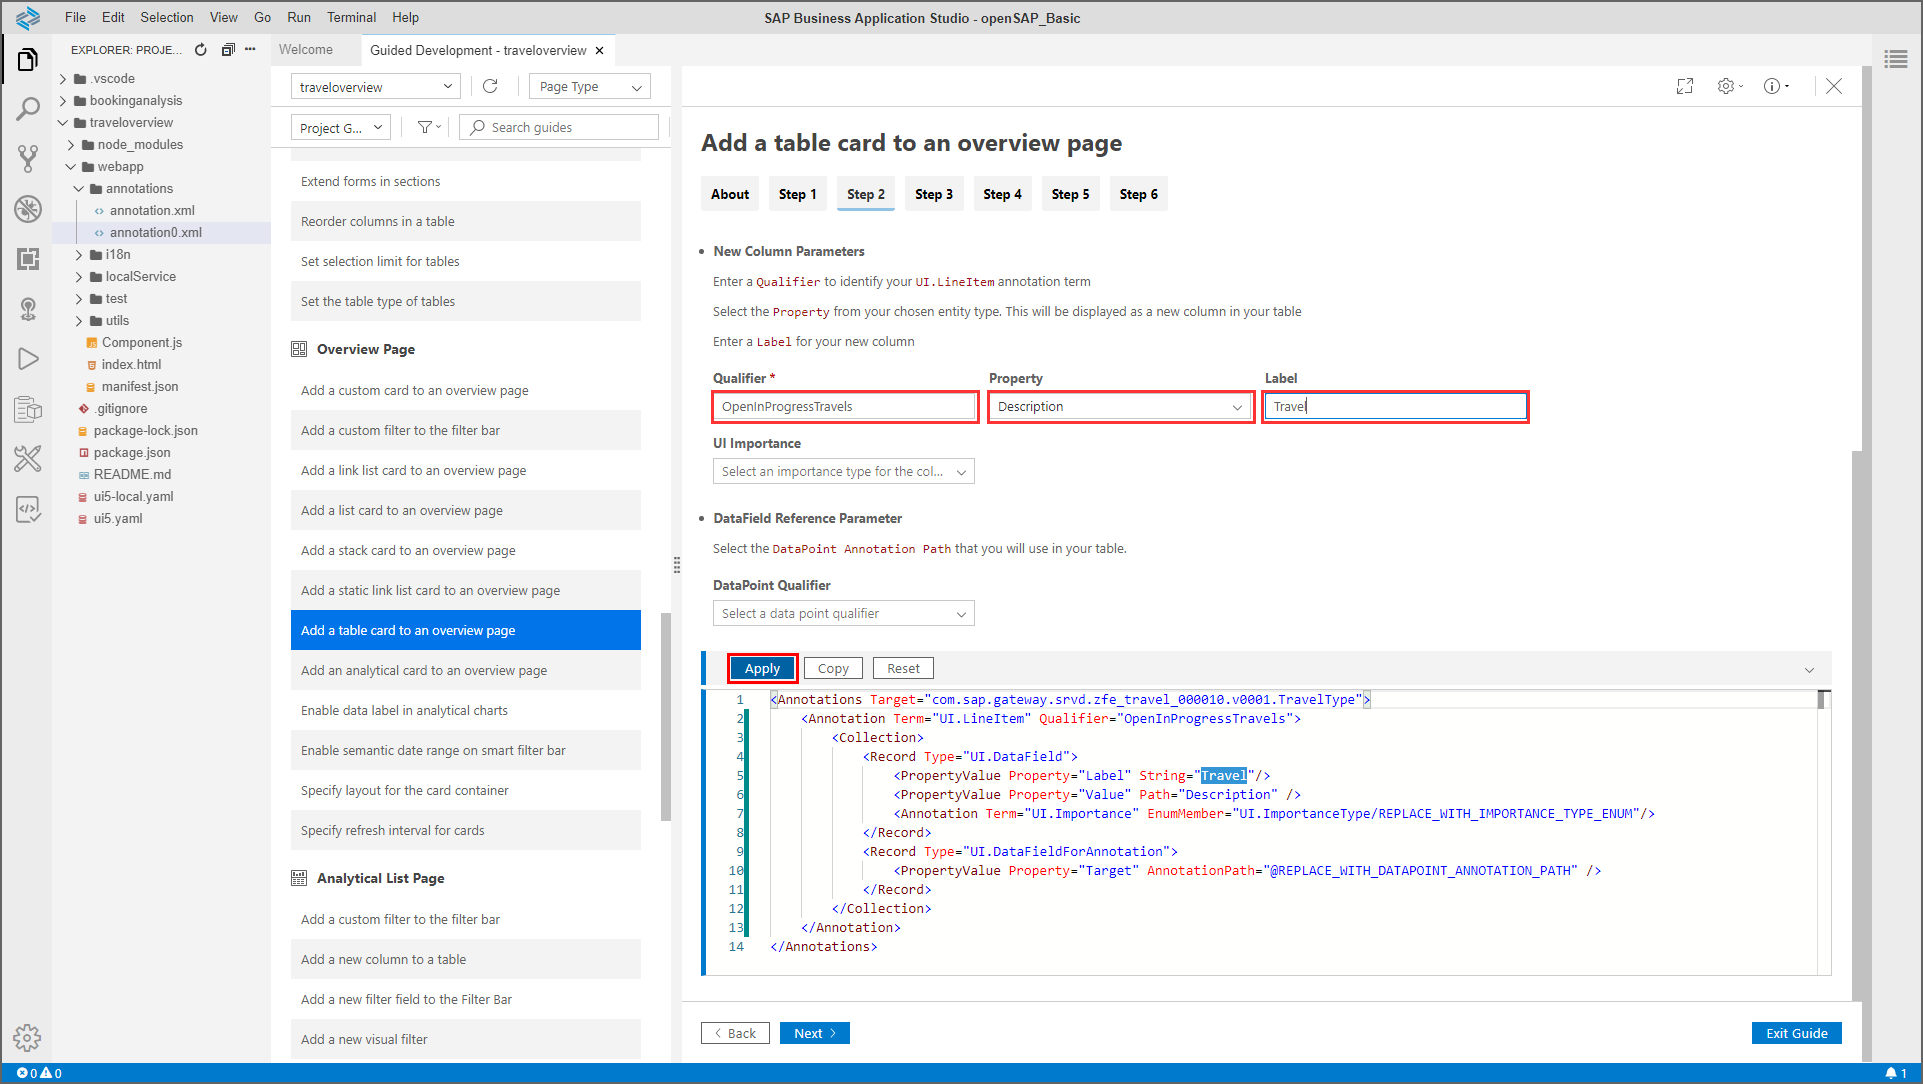 File Edit Selection View Go Run Terminal Help
SAP Business Application Studio - openSAP_Basic
EXPLORER: PROJE...
.vscode
bookinganalysis
traveloverview
node_modules
webapp
annotations
annotation.xml
annotation0.xml
i18n
localService
test
utils
Component.js
index.html
manifest.json
.gitignore
package-lock.json
package.json
README.md
ui5-local.yaml
ui5.yaml
Welcome
Guided Development - traveloverview
traveloverview
Page Type
Project G...
Search guides
Extend forms in sections
Reorder columns in a table
Set selection limit for tables
Set the table type of tables
Overview Page
Add a custom card to an overview page
Add a custom filter to the filter bar
Add a link list card to an overview page
Add a list card to an overview page
Add a stack card to an overview page
Add a static link list card to an overview page
Add a table card to an overview page
Add an analytical card to an overview page
Enable data label in analytical charts
Enable semantic date range on smart filter bar
Specify layout for the card container
Specify refresh interval for cards
Analytical List Page
Add a custom filter to the filter bar
Add a new column to a table
Add a new filter field to the Filter Bar
Add a new visual filter
Add a table card to an overview page
About Step 1 Step 2 Step 3 Step 4 Step 5 Step 6
• New Column Parameters
Enter a Qualifier to identify your UI.LineItem annotation term
Select the Property from your chosen entity type. This will be displayed as a new column in your table
Enter a Label for your new column
Qualifier * Property Label
OpenInProgressTravels Description Travel
UI Importance
Select an importance type for the col...
• DataField Reference Parameter
Select the DataPoint Annotation Path that you will use in your table.
DataPoint Qualifier
Select a data point qualifier
Apply Copy Reset
1 <Annotations Target="com.sap.gateway.srvd.zfe_travel_000010.v0001.TravelType">
2 <Annotation Term="UI.LineItem" Qualifier="OpenInProgressTravels">
3 <Collection>
4 <Record Type="UI.DataField">
5 <PropertyValue Property="Label" String="Travel"/>
6 <PropertyValue Property="Value" Path="Description" />
7 <Annotation Term="UI.Importance" EnumMember="UI.ImportanceType/REPLACE_WITH_IMPORTANCE_TYPE_ENUM"/>
8 </Record>
9 <Record Type="UI.DataFieldForAnnotation">
10 <PropertyValue Property="Target" AnnotationPath="@REPLACE_WITH_DATAPOINT_ANNOTATION_PATH" />
11 </Record>
12 </Collection>
13 </Annotation>
14 </Annotations>
Back Next Exit Guide
0 0 1